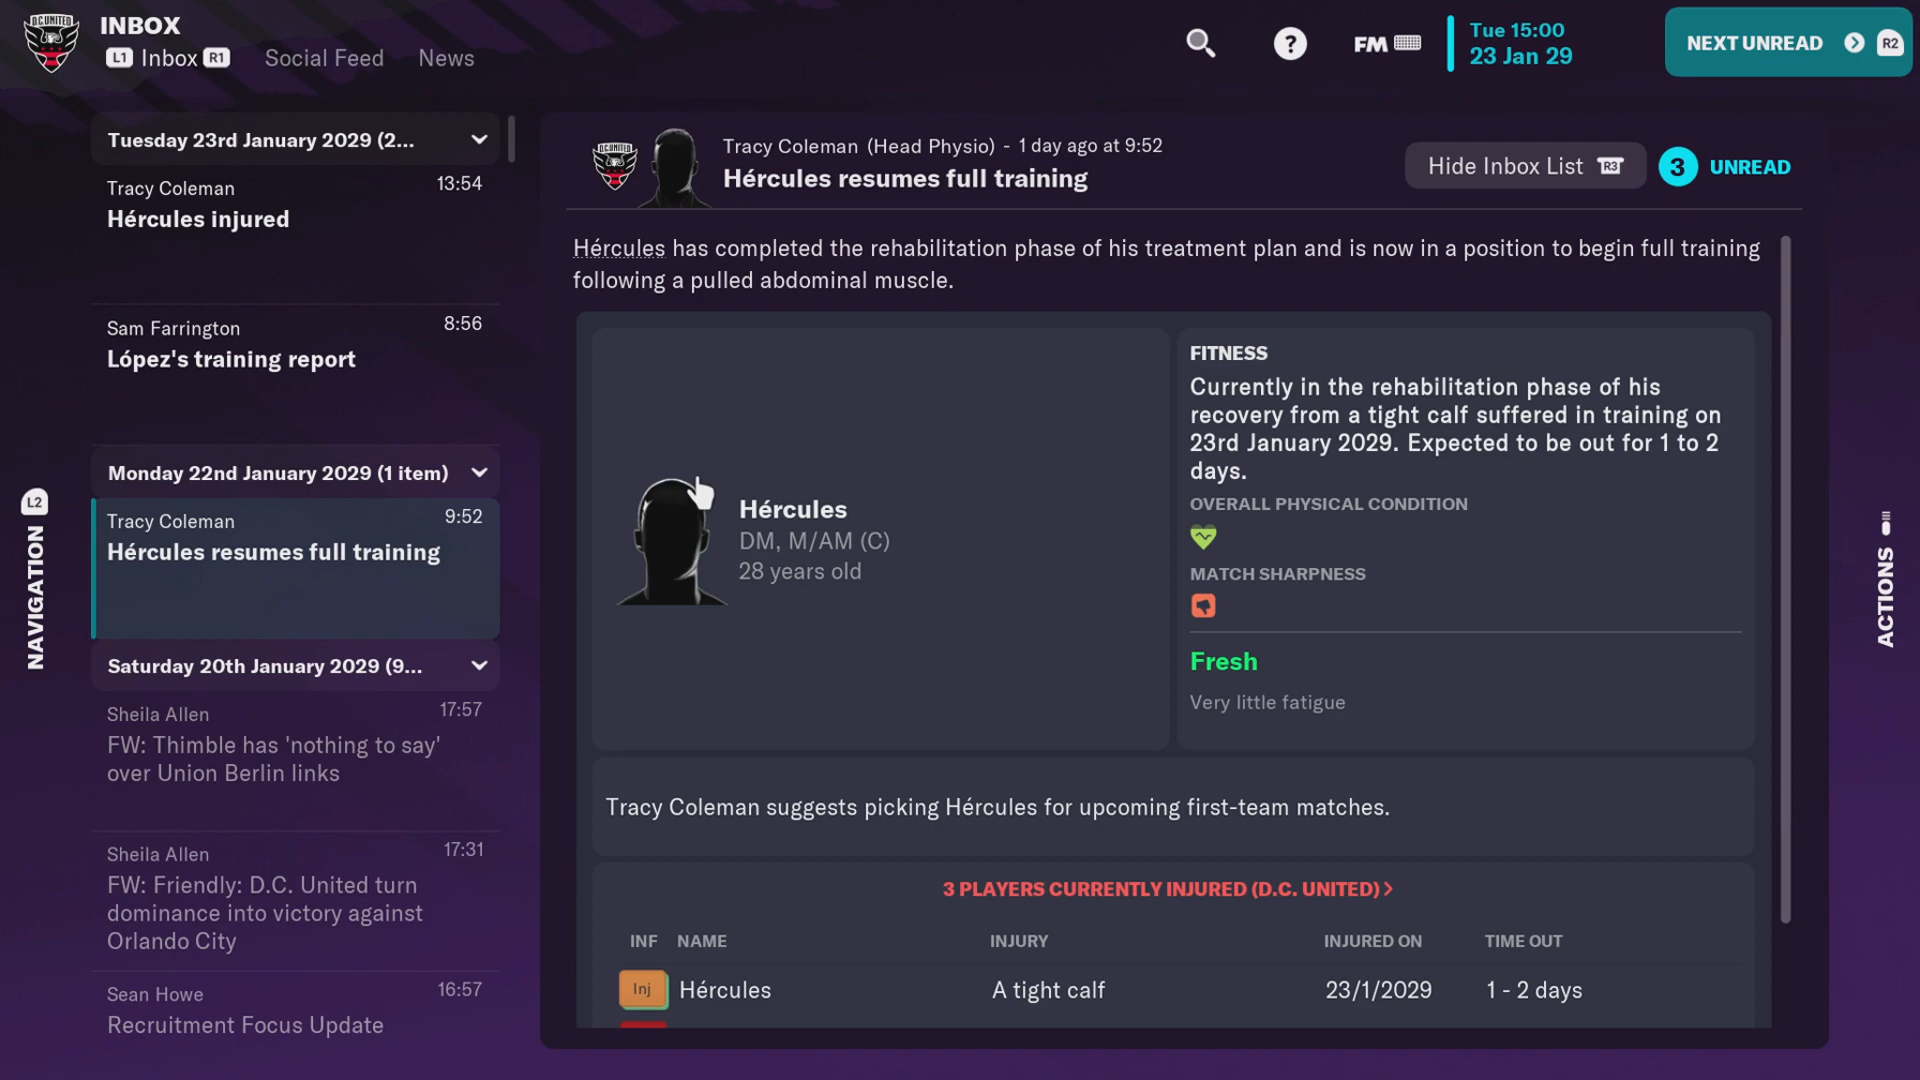 INBOX
L1 Inbox R1 Social Feed News
FM
Tue 15:00
23 Jan 29
NEXT UNREAD R2
Tuesday 23rd January 2029 (2...
Tracy Coleman 13:54
Hércules injured
Sam Farrington 8:56
López's training report
Monday 22nd January 2029 (1 item)
Tracy Coleman 9:52
Hércules resumes full training
Saturday 20th January 2029 (9...
Sheila Allen 17:57
FW: Thimble has 'nothing to say'
over Union Berlin links
Sheila Allen 17:31
FW: Friendly: D.C. United turn
dominance into victory against
Orlando City
Sean Howe 16:57
Recruitment Focus Update
L2
NAVIGATION
D.C.UNITED
Tracy Coleman (Head Physio) - 1 day ago at 9:52
Hércules resumes full training
Hide Inbox List R3
3 UNREAD
Hércules has completed the rehabilitation phase of his treatment plan and is now in a position to begin full training
following a pulled abdominal muscle.
Hércules
DM, M/AM (C)
28 years old
FITNESS
Currently in the rehabilitation phase of his
recovery from a tight calf suffered in training on
23rd January 2029. Expected to be out for 1 to 2
days.
OVERALL PHYSICAL CONDITION
MATCH SHARPNESS
Fresh
Very little fatigue
Tracy Coleman suggests picking Hércules for upcoming first-team matches.
3 PLAYERS CURRENTLY INJURED (D.C. UNITED)
INF NAME INJURY INJURED ON TIME OUT
Inj Hércules A tight calf 23/1/2029 1 - 2 days
ACTIONS